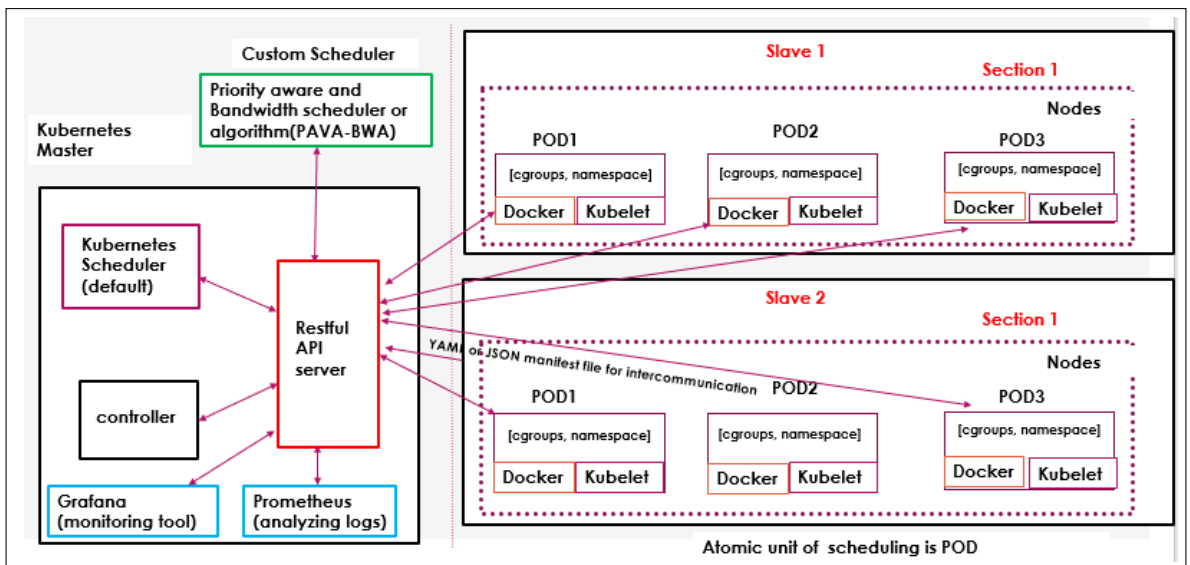 Custom Scheduler
Priority aware and
Bandwidth scheduler or
algorithm(PAVA-BWA)
Kubernetes
Master
Kubernetes
Scheduler
(default)
Restful
API
server
controller
Grafana
(monitoring tool)
Prometheus
(analyzing logs)
Slave 1
Section 1
Nodes
POD1
[cgroups, namespace]
Docker
Kubelet
POD2
[cgroups, namespace]
Docker
Kubelet
POD3
[cgroups, namespace]
Docker
Kubelet
Slave 2
Section 1
Nodes
YAML or JSON manifest file for intercommunication
POD1
[cgroups, namespace]
Docker
Kubelet
POD2
[cgroups, namespace]
Docker
Kubelet
POD3
[cgroups, namespace]
Docker
Kubelet
Atomic unit of scheduling is POD